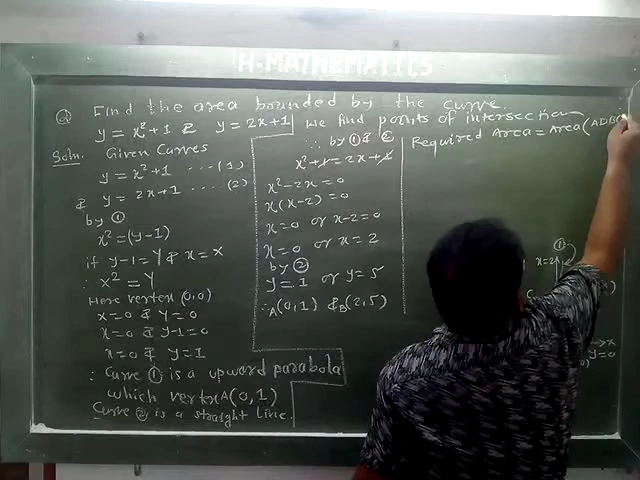 H-MATHEMATICS
Q Find the area bounded by the curve.
y = x²+1 & y = 2x+1
Soln. Given Curves
y = x²+1 ....(1)
& y = 2x+1 ....(2)
by ①
x² = (y-1)
if y-1 = Y & x = X
∴ X² = Y
Here vertex (0,0)
X=0 & Y=0
x=0 & y-1=0
x=0 & y=1
∴ Curve ① is a upward parabola
which vertex A(0,1)
Curve ② is a straight line.
We find points of intersection
∵ by ① & ②
x²+1 = 2x+1
x²-2x=0
x(x-2)=0
x=0 or x-2=0
x=0 or x=2
by ②
y=1 or y=5
∴ A(0,1) & B(2,5)
Required Area = Area (ADB
①
x=2
→X
y=0